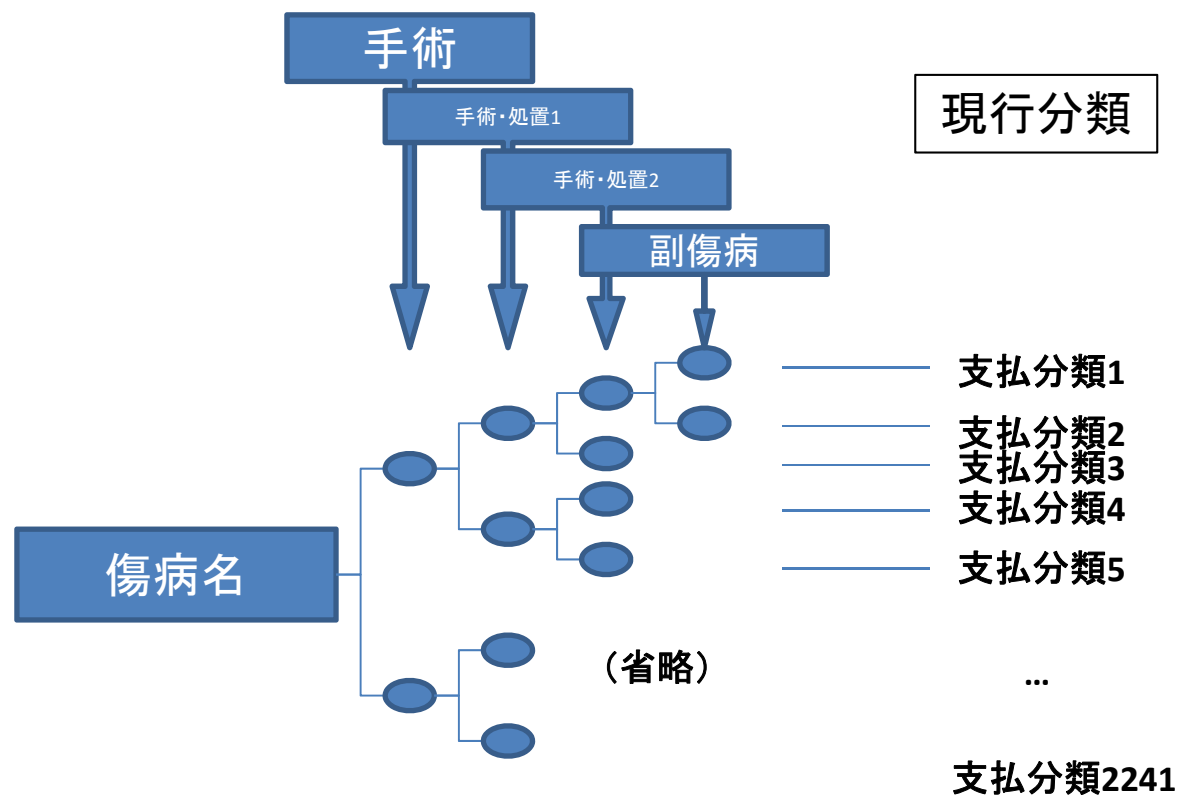 手術
手術・処置1
現行分類
手術・処置2
副傷病
支払分類1
支払分類2
支払分類3
支払分類4
支払分類5
傷病名
（省略）
…
支払分類2241